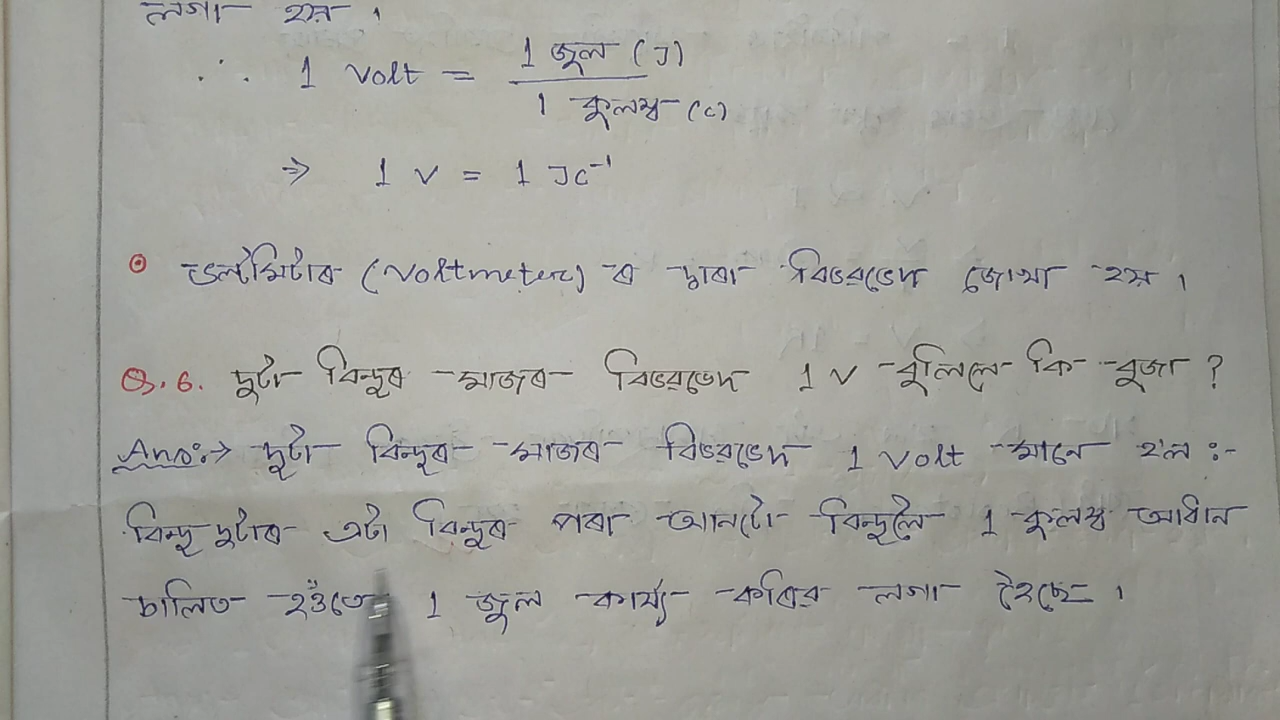 লগা হয় ।
∴ 1 Volt = 1 জুল (J) / 1 কুলম্ব (C)
⇒ 1 V = 1 JC⁻¹
ভল্টমিটাৰ (Voltmeter) ৰ দ্বাৰা বিভৱভেদ জোখা হয় ।
Q.6. দুটা বিন্দুৰ মাজৰ বিভৱভেদ 1 V বুলিলে কি বুজা ?
Ans:→ দুটা বিন্দুৰ মাজৰ বিভৱভেদ 1 Volt মানে হ'ল :-
বিন্দু দুটাৰ এটা বিন্দুৰ পৰা আনটো বিন্দুলৈ 1 কুলম্ব আধান
চালিত হওঁতে 1 জুল কাৰ্য্য কৰিব লগা হৈছে ।